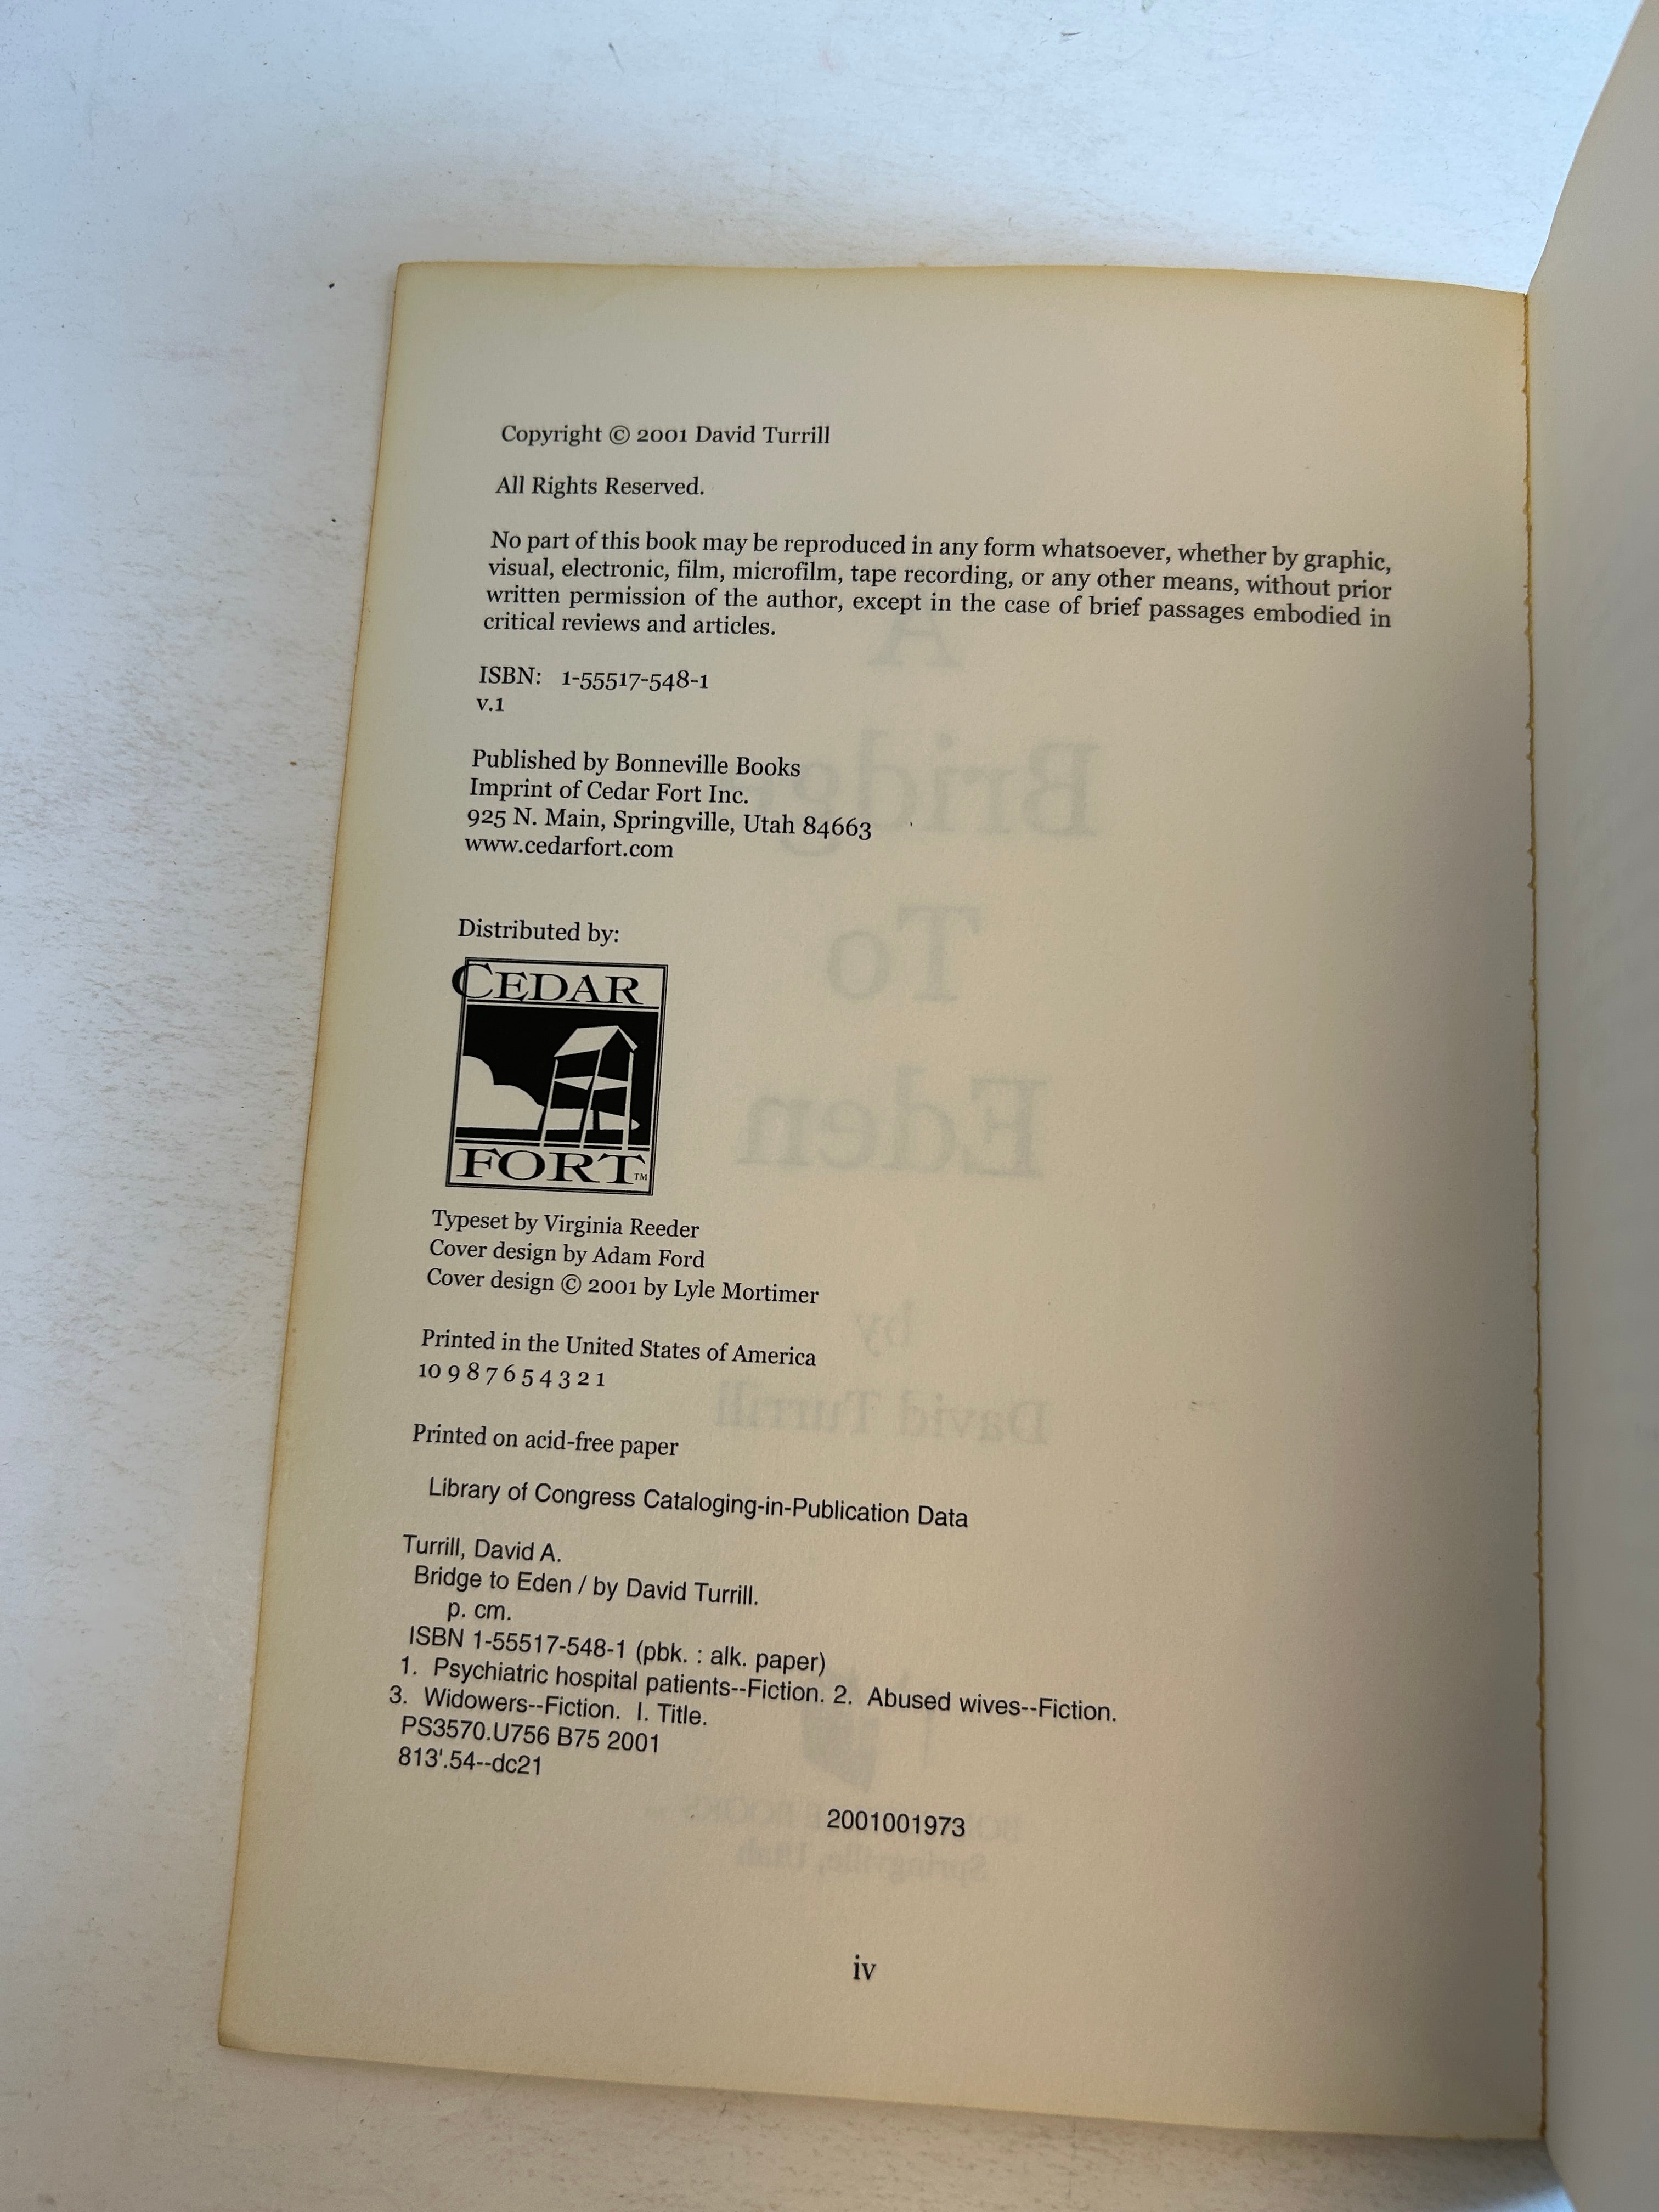 Copyright © 2001 David Turrill
All Rights Reserved.
No part of this book may be reproduced in any form whatsoever, whether by graphic,
visual, electronic, film, microfilm, tape recording, or any other means, without prior
written permission of the author, except in the case of brief passages embodied in
critical reviews and articles.
ISBN: 1-55517-548-1
v.1
Published by Bonneville Books
Imprint of Cedar Fort Inc.
925 N. Main, Springville, Utah 84663
www.cedarfort.com
Distributed by:
CEDAR
FORT™
Typeset by Virginia Reeder
Cover design by Adam Ford
Cover design © 2001 by Lyle Mortimer
Printed in the United States of America
10 9 8 7 6 5 4 3 2 1
Printed on acid-free paper
Library of Congress Cataloging-in-Publication Data
Turrill, David A.
Bridge to Eden / by David Turrill.
p. cm.
ISBN 1-55517-548-1 (pbk. : alk. paper)
1. Psychiatric hospital patients--Fiction. 2. Abused wives--Fiction.
3. Widowers--Fiction. I. Title.
PS3570.U756 B75 2001
813'.54--dc21
2001001973
iv